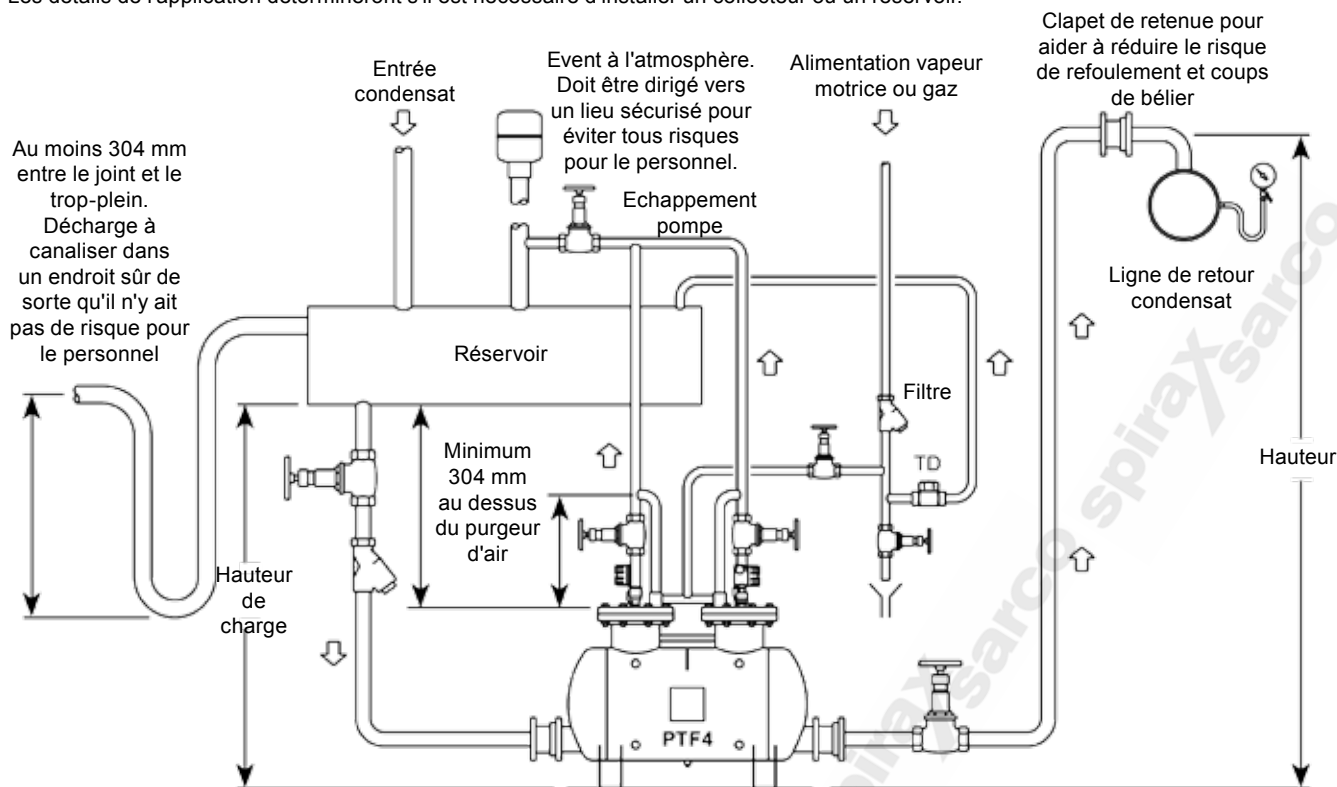 Les détails de l'application détermineront s'il est nécessaire d'installer un collecteur ou un réservoir.
Clapet de retenue pour
aider à réduire le risque
de refoulement et coups
de bélier
Entrée
condensat
Event à l'atmosphère.
Doit être dirigé vers
un lieu sécurisé pour
éviter tous risques
pour le personnel.
Alimentation vapeur
motrice ou gaz
Au moins 304 mm
entre le joint et le
trop-plein.
Décharge à
canaliser dans
un endroit sûr de
sorte qu'il n'y ait
pas de risque pour
le personnel
Echappement
pompe
Ligne de retour
condensat
Réservoir
Filtre
TD
Hauteur
Minimum
304 mm
au dessus
du purgeur
d'air
Hauteur
de
charge
PTF4
spirax sarco
spirax sarco